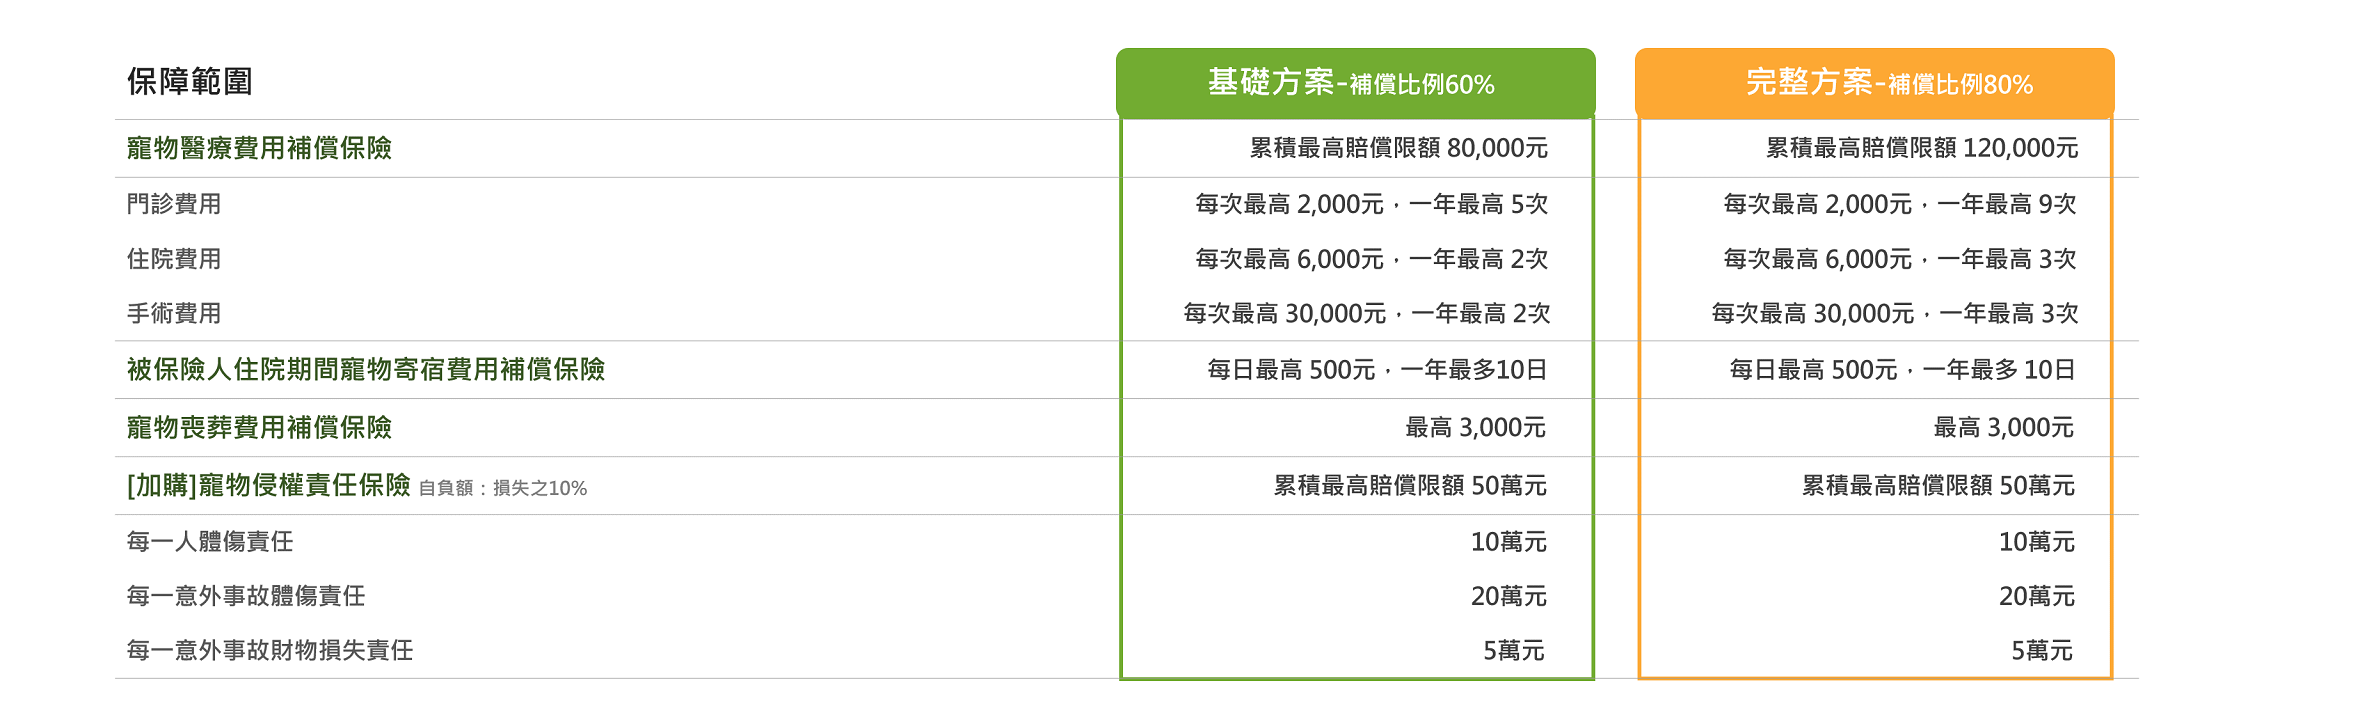 保障範圍 基礎方案-補償比例60% 完整方案-補償比例80%
寵物醫療費用補償保險 累積最高賠償限額 80,000元 累積最高賠償限額 120,000元
門診費用 每次最高 2,000元，一年最高 5次 每次最高 2,000元，一年最高 9次
住院費用 每次最高 6,000元，一年最高 2次 每次最高 6,000元，一年最高 3次
手術費用 每次最高 30,000元，一年最高 2次 每次最高 30,000元，一年最高 3次
被保險人住院期間寵物寄宿費用補償保險 每日最高 500元，一年最多10日 每日最高 500元，一年最多 10日
寵物喪葬費用補償保險 最高 3,000元 最高 3,000元
[加購]寵物侵權責任保險 自負額：損失之10% 累積最高賠償限額 50萬元 累積最高賠償限額 50萬元
每一人體傷責任 10萬元 10萬元
每一意外事故體傷責任 20萬元 20萬元
每一意外事故財物損失責任 5萬元 5萬元